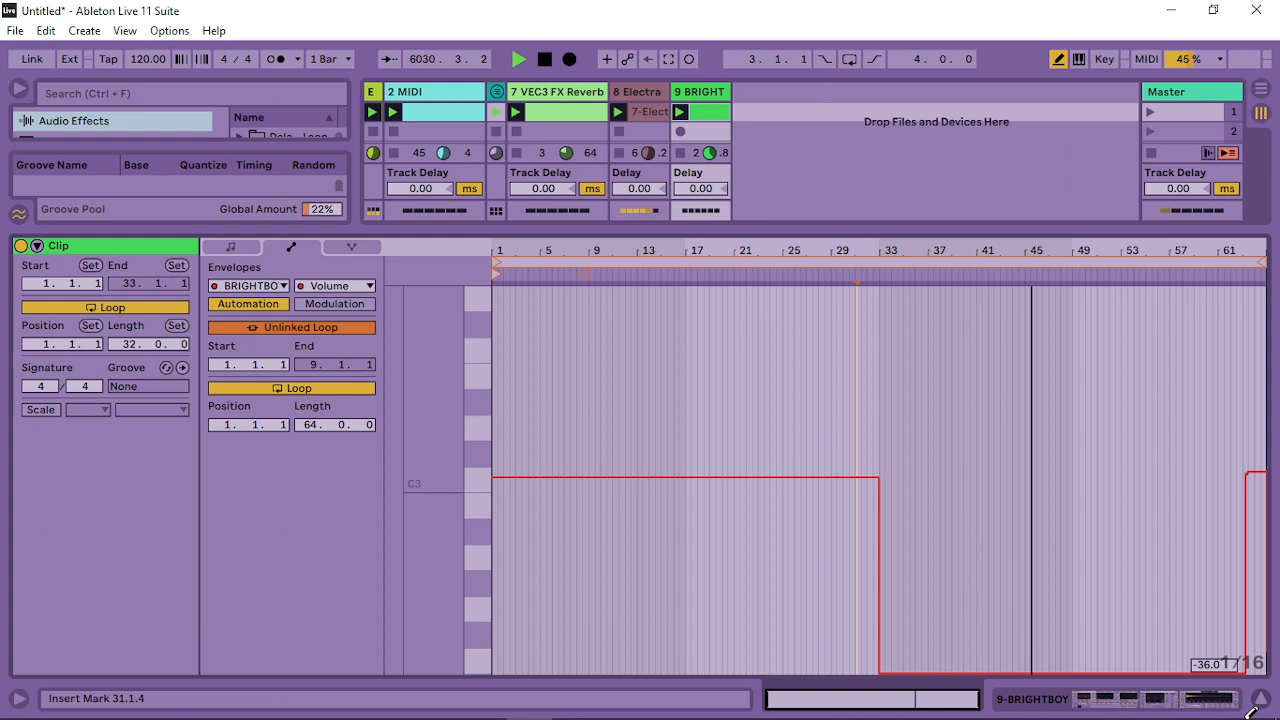 Live Untitled* - Ableton Live 11 Suite
File Edit Create View Options Help
Link Ext Tap 120.00 4 / 4 1 Bar 6030. 3. 2 3. 1. 1 4. 0. 0 Key MIDI 45 %
Search (Ctrl + F)
E 2 MIDI 7 VEC3 FX Reverb 8 Electra 9 BRIGHT Master
Audio Effects Name
7-Elect 1
Drop Files and Devices Here
2
Groove Name Base Quantize Timing Random
45 4 3 64 6 .2 2 .8
Track Delay Track Delay Delay Delay Track Delay
0.00 ms 0.00 ms 0.00 0.00 0.00 ms
Groove Pool Global Amount 22%
Clip
1 5 9 13 17 21 25 29 33 37 41 45 49 53 57 61
Start Set End Set Envelopes
1. 1. 1 33. 1. 1 BRIGHTBO Volume
Loop Automation Modulation
Position Set Length Set Unlinked Loop
1. 1. 1 32. 0. 0 Start End
Signature Groove 1. 1. 1 9. 1. 1
4 / 4 None Loop
Scale Position Length
1. 1. 1 64. 0. 0
C3
-36.0 1/16
Insert Mark 31.1.4 9-BRIGHTBOY